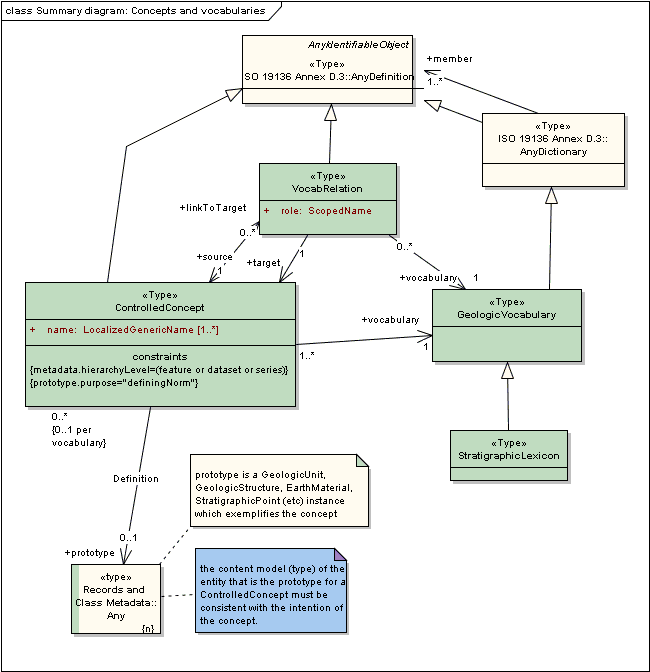 class Summary diagram: Concepts and vocabularies
AnyIdentifiableObject
«Type»
ISO 19136 Annex D.3::AnyDefinition
+member
1..*
«Type»
ISO 19136 Annex D.3::
AnyDictionary
«Type»
VocabRelation
+ role: ScopedName
+linkToTarget
0..*
+source
1
+target
1
0..*
+vocabulary
1
«Type»
ControlledConcept
+ name: LocalizedGenericName [1..*]
constraints
{metadata.hierarchyLevel=(feature or dataset or series)}
{prototype.purpose="definingNorm"}
«Type»
GeologicVocabulary
+vocabulary
1..*
1
«Type»
StratigraphicLexicon
0..*
{0..1 per
vocabulary}
Definition
0..1
+prototype
prototype is a GeologicUnit,
GeologicStructure, EarthMaterial,
StratigraphicPoint (etc) instance
which exemplifies the concept
the content model (type) of the
entity that is the prototype for a
ControlledConcept must be
consistent with the intention of
the concept.
«type»
Records and
Class Metadata::
Any
{n}